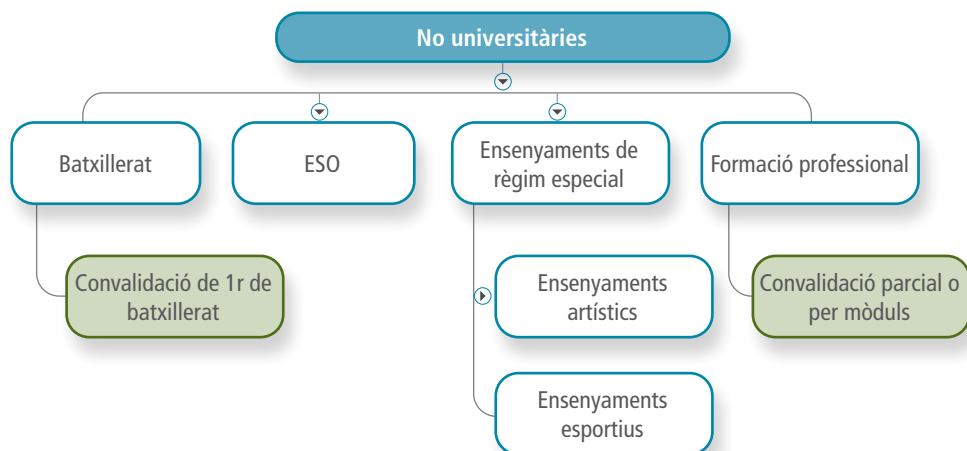 No universitàries
Batxillerat
ESO
Ensenyaments de
règim especial
Formació professional
Convalidació de 1r de
batxillerat
Ensenyaments
artístics
Convalidació parcial o
per mòduls
Ensenyaments
esportius